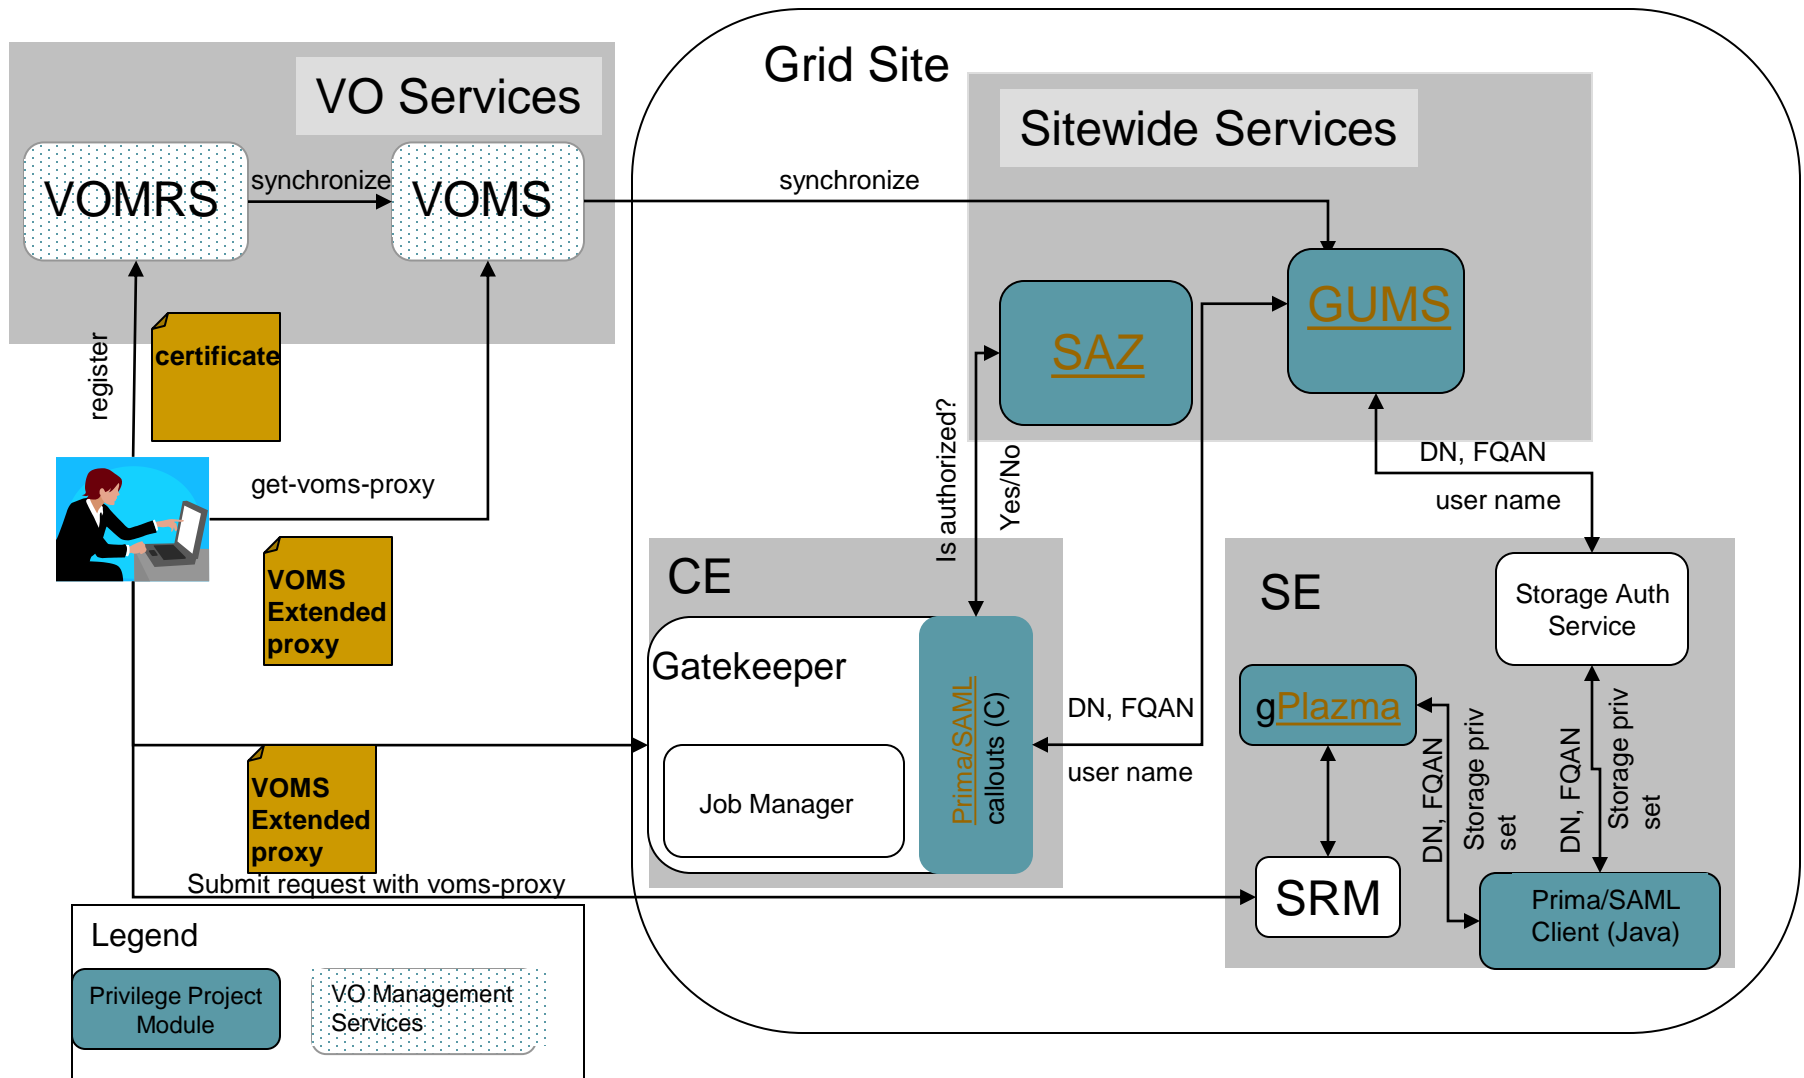 Grid Site
VO Services
Sitewide Services
VOMRS
synchronize
VOMS
synchronize
GUMS
SAZ
register
certificate
Is authorized?
Yes/No
DN, FQAN
user name
get-voms-proxy
VOMS
Extended
proxy
CE
Gatekeeper
Prima/SAML
callouts (C)
Job Manager
DN, FQAN
user name
SE
Storage Auth
Service
gPlazma
DN, FQAN
Storage priv
set
DN, FQAN
Storage priv
set
SRM
Prima/SAML
Client (Java)
VOMS
Extended
proxy
Submit request with voms-proxy
Legend
Privilege Project
Module
VO Management
Services